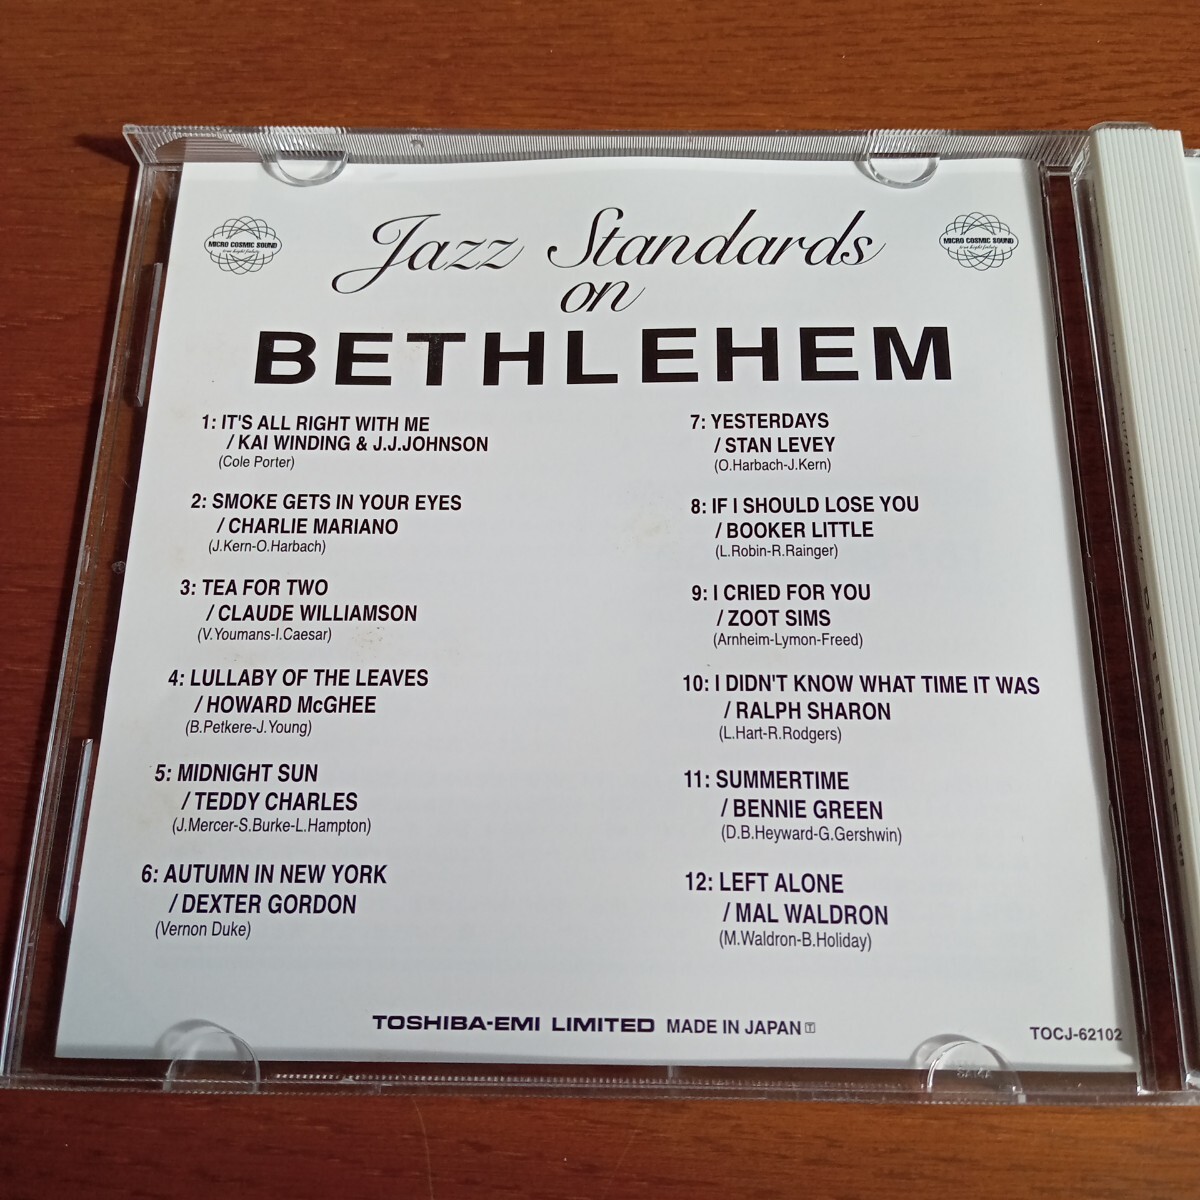 MICRO COSMIC SOUND
MICRO COSMIC SOUND
Jazz Standards
on
BETHLEHEM
1: IT'S ALL RIGHT WITH ME
/ KAI WINDING & J.J.JOHNSON
(Cole Porter)
2: SMOKE GETS IN YOUR EYES
/ CHARLIE MARIANO
(J.Kern-O.Harbach)
3: TEA FOR TWO
/ CLAUDE WILLIAMSON
(V.Youmans-I.Caesar)
4: LULLABY OF THE LEAVES
/ HOWARD McGHEE
(B.Petkere-J.Young)
5: MIDNIGHT SUN
/ TEDDY CHARLES
(J.Mercer-S.Burke-L.Hampton)
6: AUTUMN IN NEW YORK
/ DEXTER GORDON
(Vernon Duke)
7: YESTERDAYS
/ STAN LEVEY
(O.Harbach-J.Kern)
8: IF I SHOULD LOSE YOU
/ BOOKER LITTLE
(L.Robin-R.Rainger)
9: I CRIED FOR YOU
/ ZOOT SIMS
(Arnheim-Lymon-Freed)
10: I DIDN'T KNOW WHAT TIME IT WAS
/ RALPH SHARON
(L.Hart-R.Rodgers)
11: SUMMERTIME
/ BENNIE GREEN
(D.B.Heyward-G.Gershwin)
12: LEFT ALONE
/ MAL WALDRON
(M.Waldron-B.Holiday)
TOSHIBA-EMI LIMITED MADE IN JAPAN T
TOCJ-62102